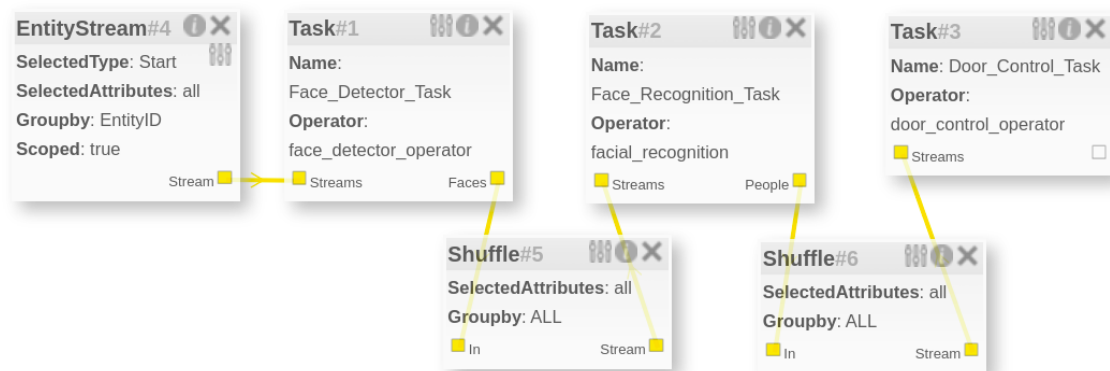 EntityStream#4
SelectedType: Start
SelectedAttributes: all
Groupby: EntityID
Scoped: true
Stream
Task#1
Name:
Face_Detector_Task
Operator:
face_detector_operator
Streams Faces
Task#2
Name:
Face_Recognition_Task
Operator:
facial_recognition
Streams People
Task#3
Name: Door_Control_Task
Operator:
door_control_operator
Streams
Shuffle#5
SelectedAttributes: all
Groupby: ALL
In Stream
Shuffle#6
SelectedAttributes: all
Groupby: ALL
In Stream